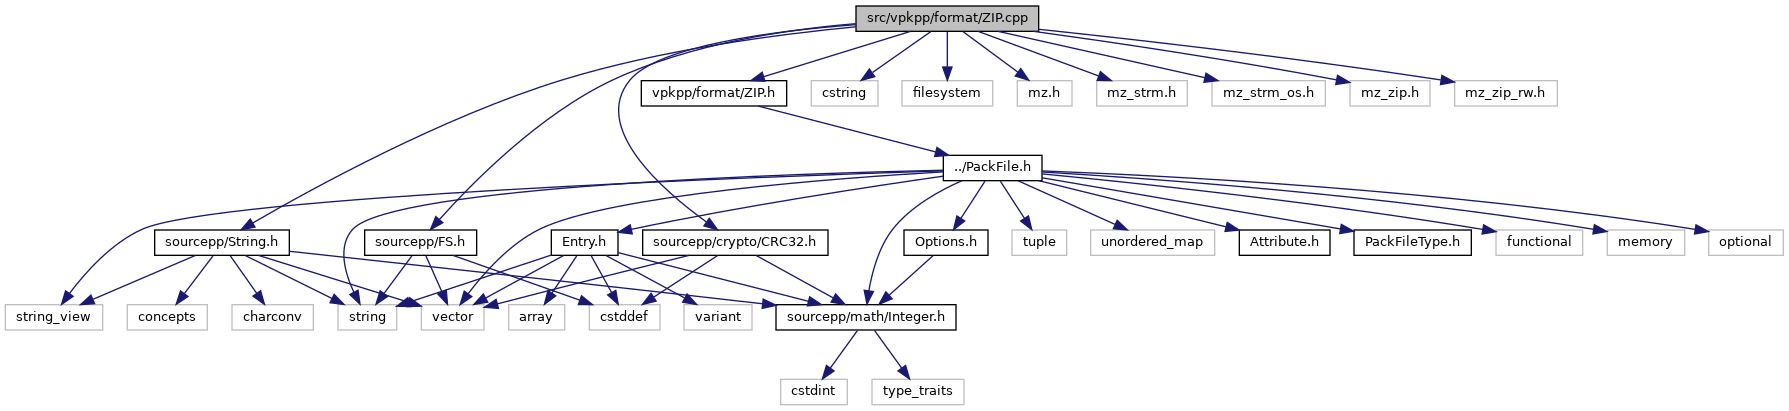 src/vpkpp/format/ZIP.cpp
vpkpp/format/ZIP.h
cstring
filesystem
mz.h
mz_strm.h
mz_strm_os.h
mz_zip.h
mz_zip_rw.h
../PackFile.h
sourcepp/String.h
sourcepp/FS.h
Entry.h
sourcepp/crypto/CRC32.h
Options.h
tuple
unordered_map
Attribute.h
PackFileType.h
functional
memory
optional
string_view
concepts
charconv
string
vector
array
cstddef
variant
sourcepp/math/Integer.h
cstdint
type_traits